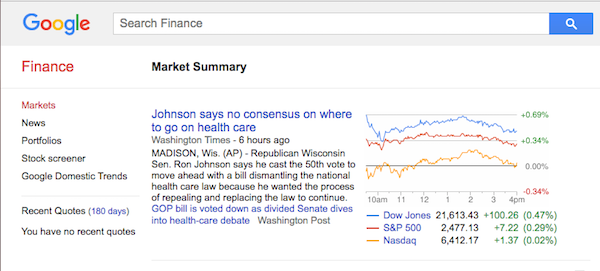 Google
Search Finance
Finance
Market Summary
Markets
News
Portfolios
Stock screener
Google Domestic Trends
Recent Quotes (180 days)
You have no recent quotes
Johnson says no consensus on where
to go on health care
Washington Times - 6 hours ago
MADISON, Wis. (AP) - Republican Wisconsin
Sen. Ron Johnson says he cast the 50th vote to
move ahead with a bill dismantling the national
health care law because he wanted the process
of repealing and replacing the law to continue.
GOP bill is voted down as divided Senate dives
into health-care debate Washington Post
+0.69%
+0.34%
0.00%
-0.34%
10am 11 12 1 2 3 4pm
Dow Jones 21,613.43 +100.26 (0.47%)
S&P 500 2,477.13 +7.22 (0.29%)
Nasdaq 6,412.17 +1.37 (0.02%)